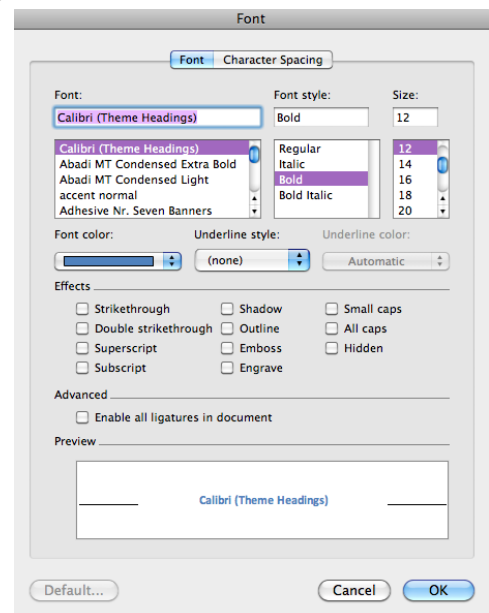 Font
Font Character Spacing
Font: Font style: Size:
Calibri (Theme Headings) Bold 12
Calibri (Theme Headings) Regular 12
Abadi MT Condensed Extra Bold Italic 14
Abadi MT Condensed Light Bold 16
accent normal Bold Italic 18
Adhesive Nr. Seven Banners 20
Font color: Underline style: Underline color:
(none) Automatic
Effects
Strikethrough Shadow Small caps
Double strikethrough Outline All caps
Superscript Emboss Hidden
Subscript Engrave
Advanced
Enable all ligatures in document
Preview
Calibri (Theme Headings)
Default... Cancel OK